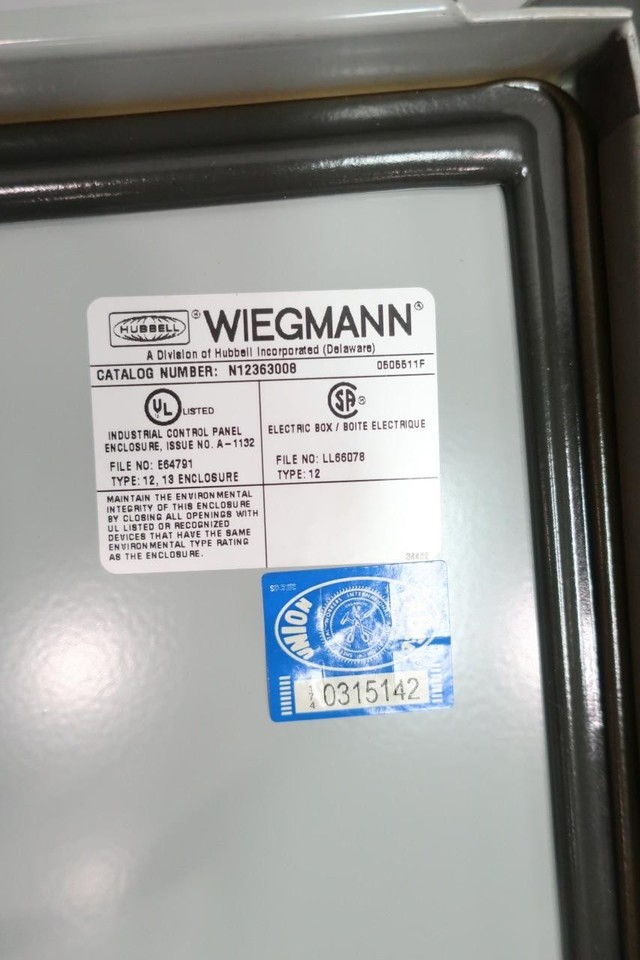 HUBBELL ® WIEGMANN®
A Division of Hubbell Incorporated (Delaware)
CATALOG NUMBER: N12363008 0505511F
UL LISTED
INDUSTRIAL CONTROL PANEL
ENCLOSURE, ISSUE NO. A-1132
FILE NO: E64791
TYPE: 12, 13 ENCLOSURE
SA ®
ELECTRIC BOX / BOITE ELECTRIQUE
FILE NO: LL66078
TYPE: 12
MAINTAIN THE ENVIRONMENTAL
INTEGRITY OF THIS ENCLOSURE
BY CLOSING ALL OPENINGS WITH
UL LISTED OR RECOGNIZED
DEVICES THAT HAVE THE SAME
ENVIRONMENTAL TYPE RATING
AS THE ENCLOSURE.
UNION
0315142